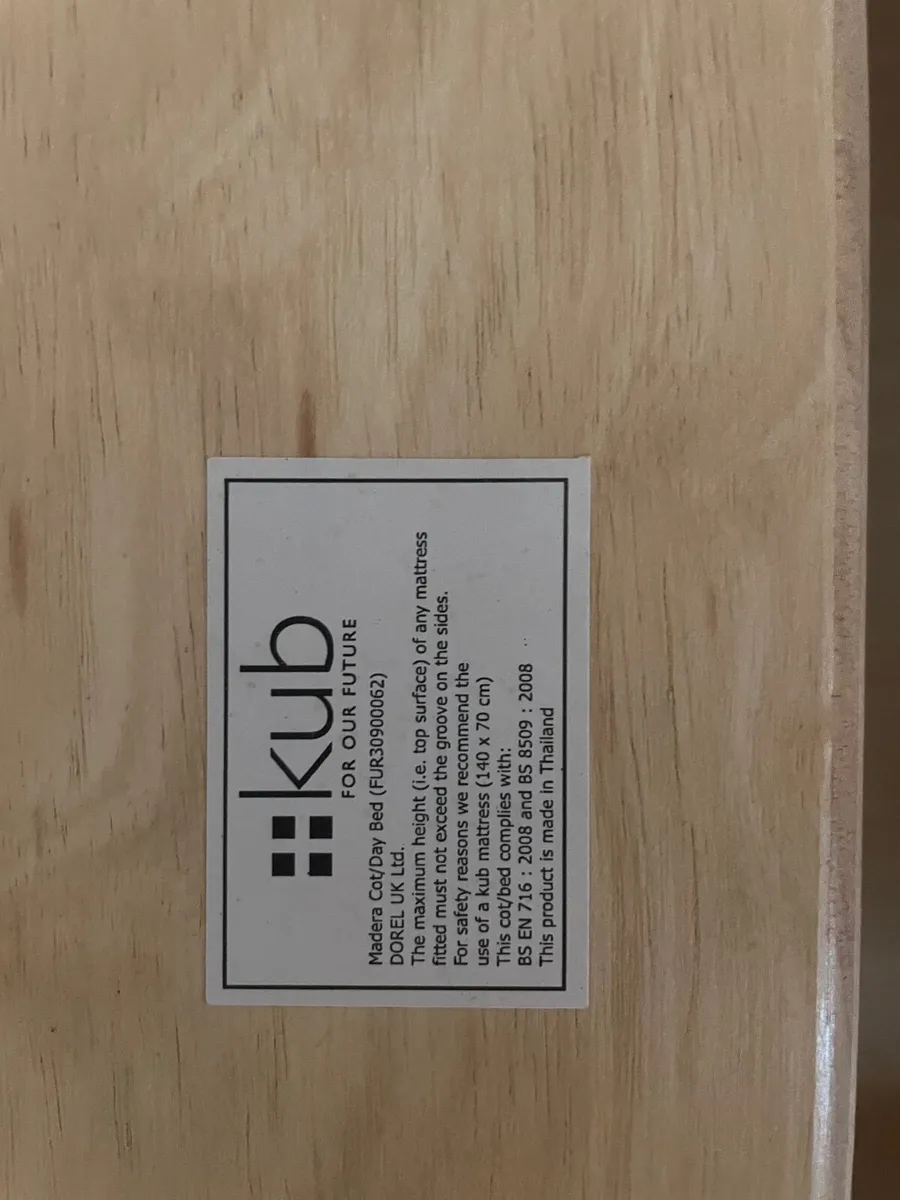 kub
FOR OUR FUTURE
Madera Cot/Day Bed (FUR30900062)
DOREL UK Ltd.
The maximum height (i.e. top surface) of any mattress
fitted must not exceed the groove on the sides.
For safety reasons we recommend the
use of a kub mattress (140 x 70 cm)
This cot/bed complies with:
BS EN 716 : 2008 and BS 8509 : 2008
This product is made in Thailand